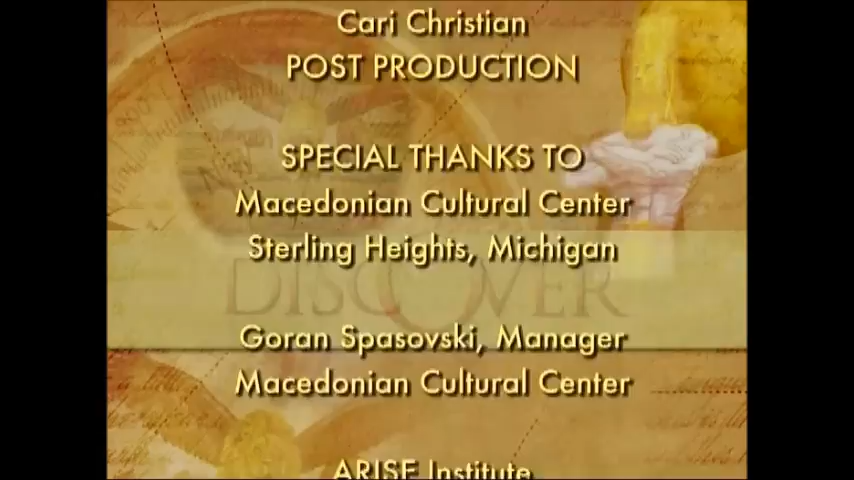 Cari Christian
POST PRODUCTION
SPECIAL THANKS TO
Macedonian Cultural Center
Sterling Heights, Michigan
DISCOVER
Goran Spasovski, Manager
Macedonian Cultural Center
ARISE Institute